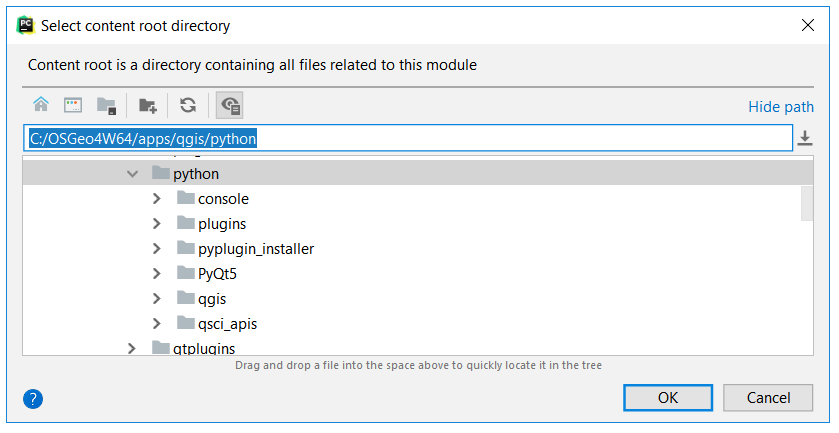 PC Select content root directory
Content root is a directory containing all files related to this module
Hide path
C:/OSGeo4W64/apps/qgis/python
python
console
plugins
pyplugin_installer
PyQt5
qgis
qsci_apis
qtplugins
Drag and drop a file into the space above to quickly locate it in the tree
? OK Cancel